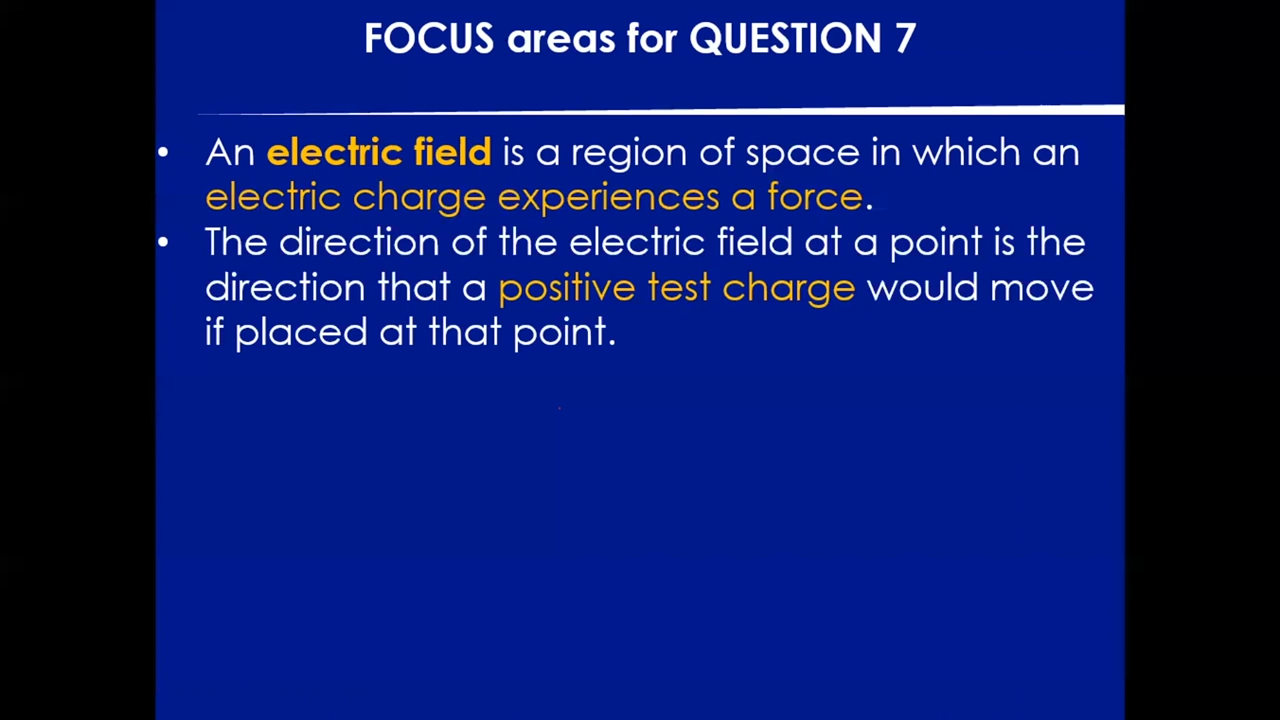 FOCUS areas for QUESTION 7
• An electric field is a region of space in which an
electric charge experiences a force.
• The direction of the electric field at a point is the
direction that a positive test charge would move
if placed at that point.